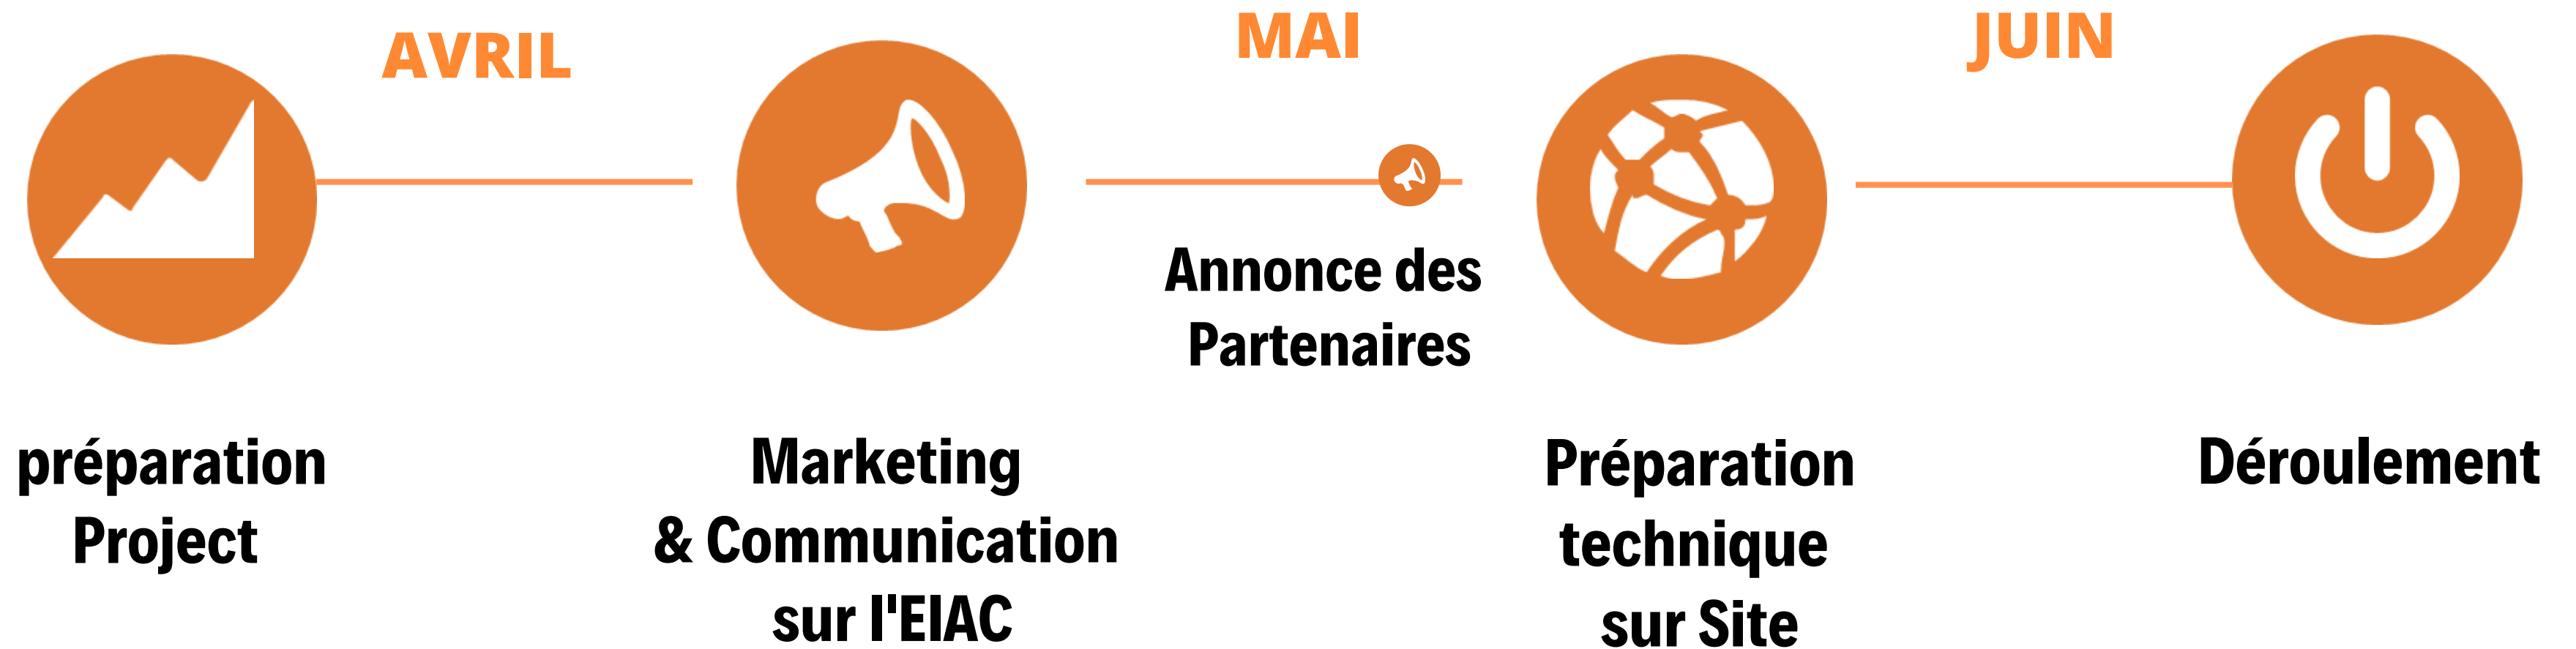 AVRIL
MAI
JUIN
Annonce des
Partenaires
préparation
Project
Marketing
& Communication
sur l'EIAC
Préparation
technique
sur Site
Déroulement